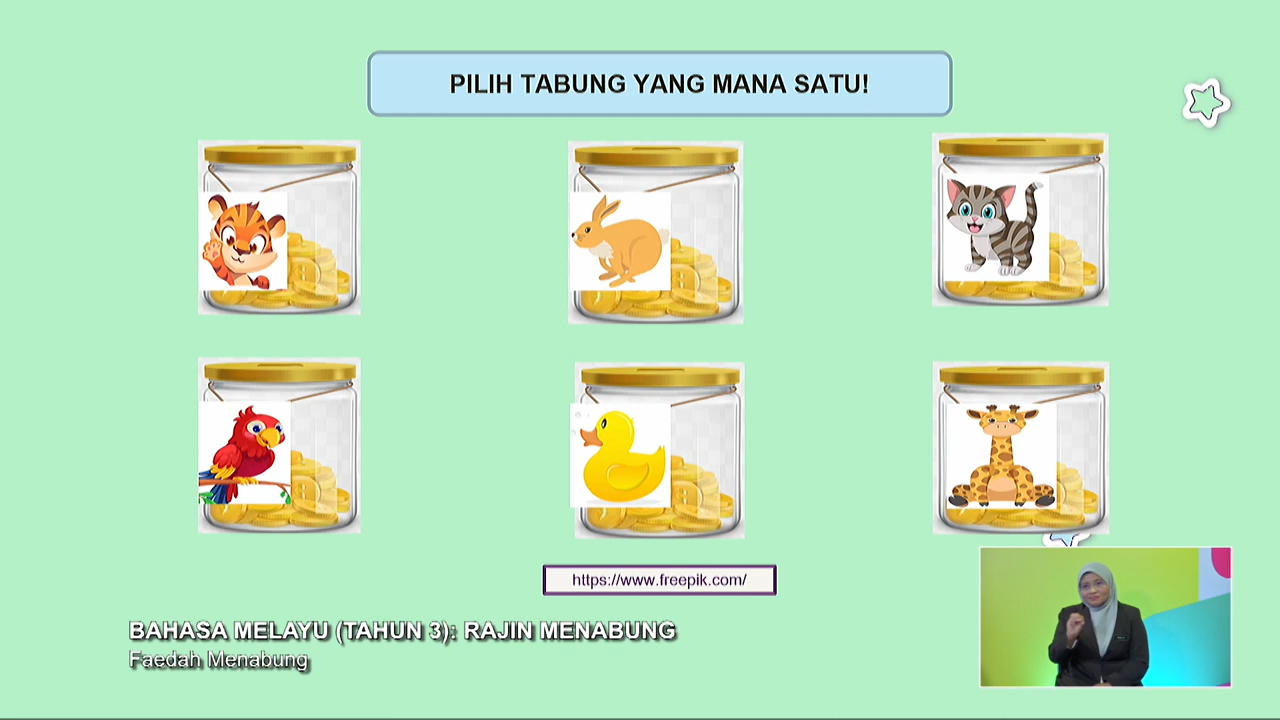 PILIH TABUNG YANG MANA SATU!
https://www.freepik.com/
BAHASA MELAYU (TAHUN 3): RAJIN MENABUNG
Faedah Menabung